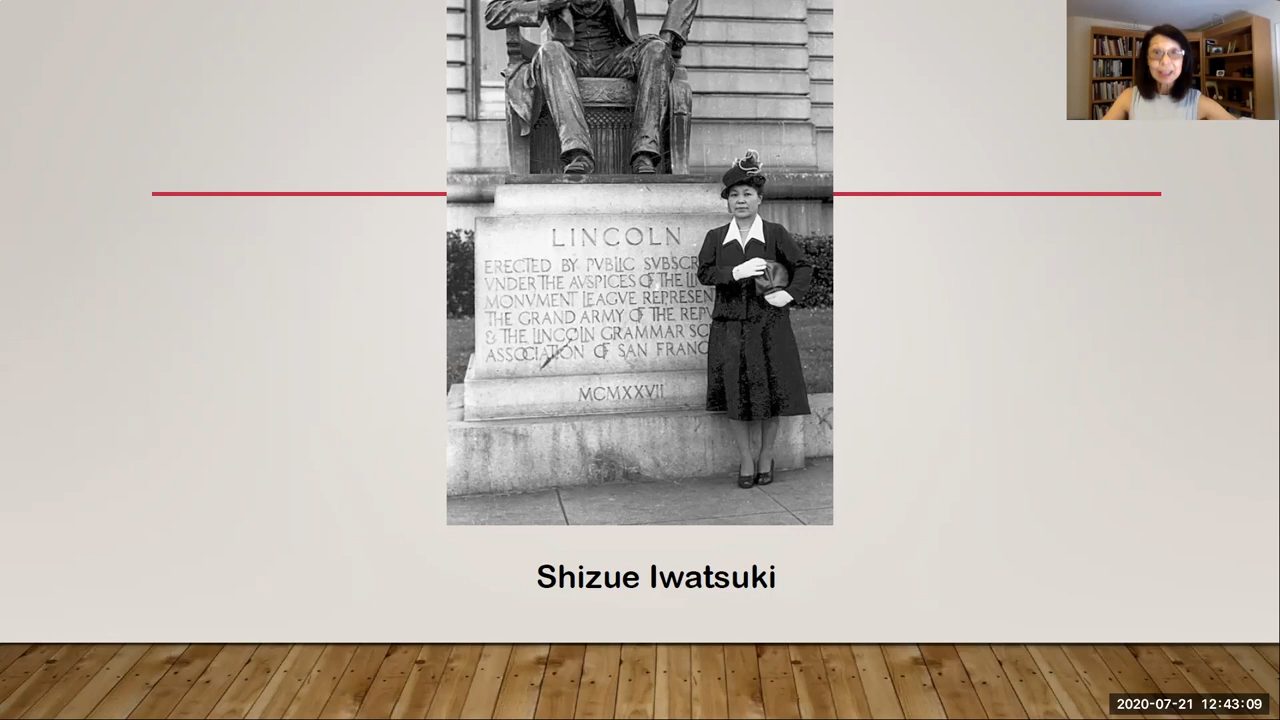 LINCOLN
ERECTED BY PVBLIC SVBSCR
VNDER THE AVSPICES OF THE LI
MONVMENT LEAGVE REPRESEN
THE GRAND ARMY OF THE REPV
& THE LINCOLN GRAMMAR SC
ASSOCIATION OF SAN FRANC
MCMXXVII
Shizue Iwatsuki
2020-07-21 12:43:09